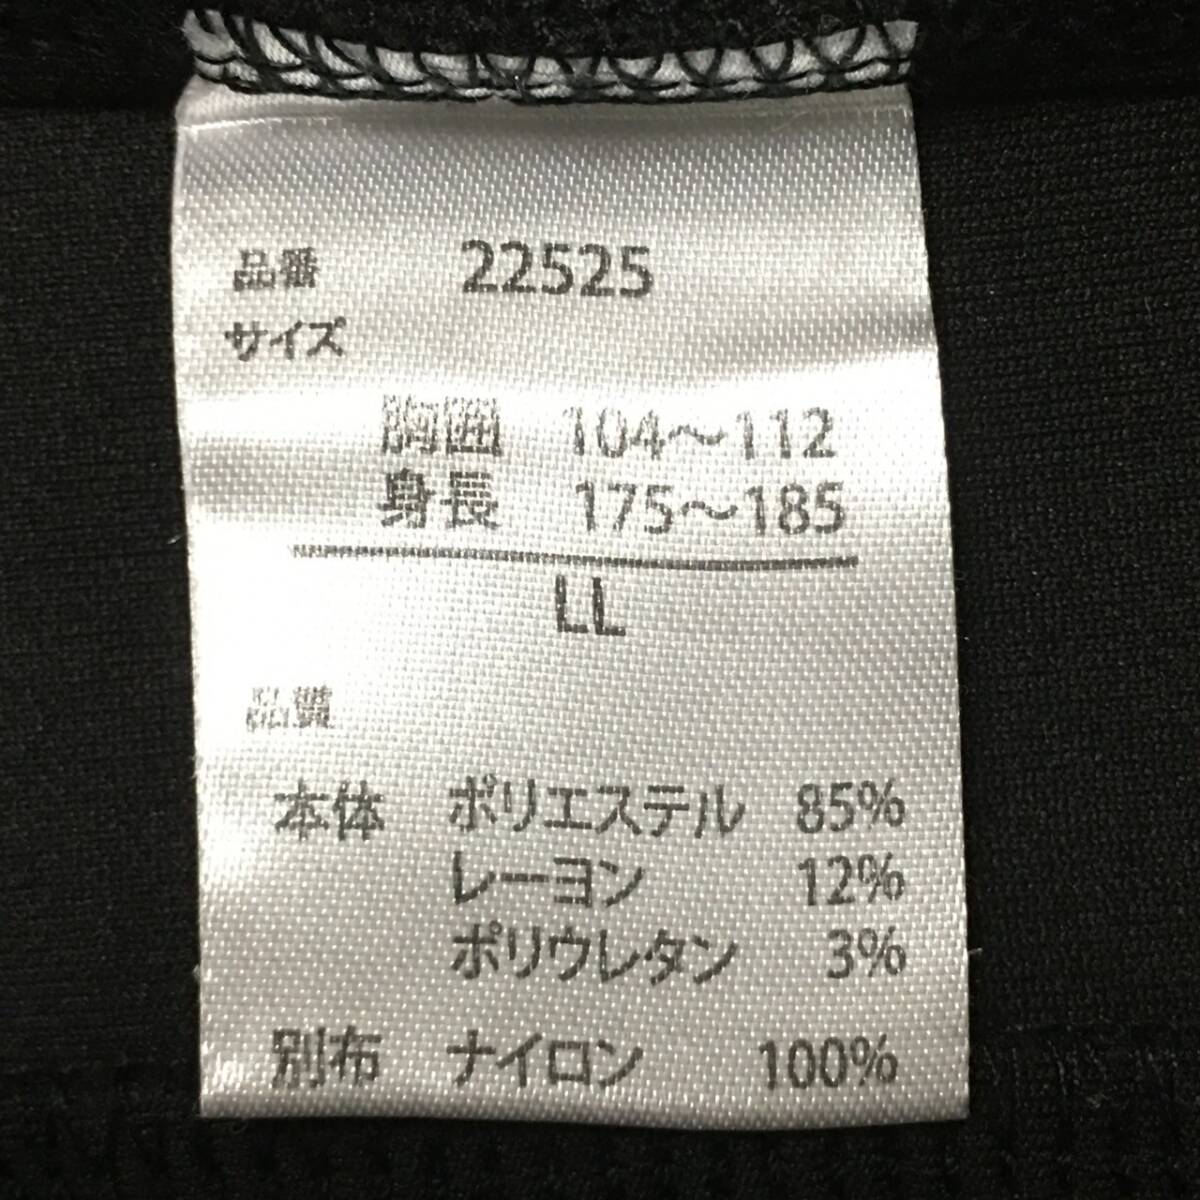 品番 22525
サイズ
胸囲 104～112
身長 175～185
LL
品質
本体 ポリエステル 85%
レーヨン 12%
ポリウレタン 3%
別布 ナイロン 100%